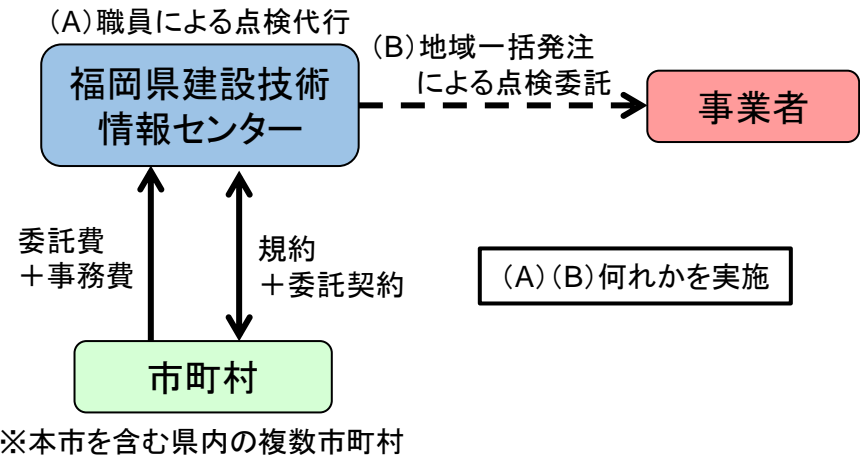 (A)職員による点検代行
福岡県建設技術
情報センター
(B)地域一括発注
による点検委託
事業者
委託費
＋事務費
規約
＋委託契約
(A)(B)何れかを実施
市町村
※本市を含む県内の複数市町村